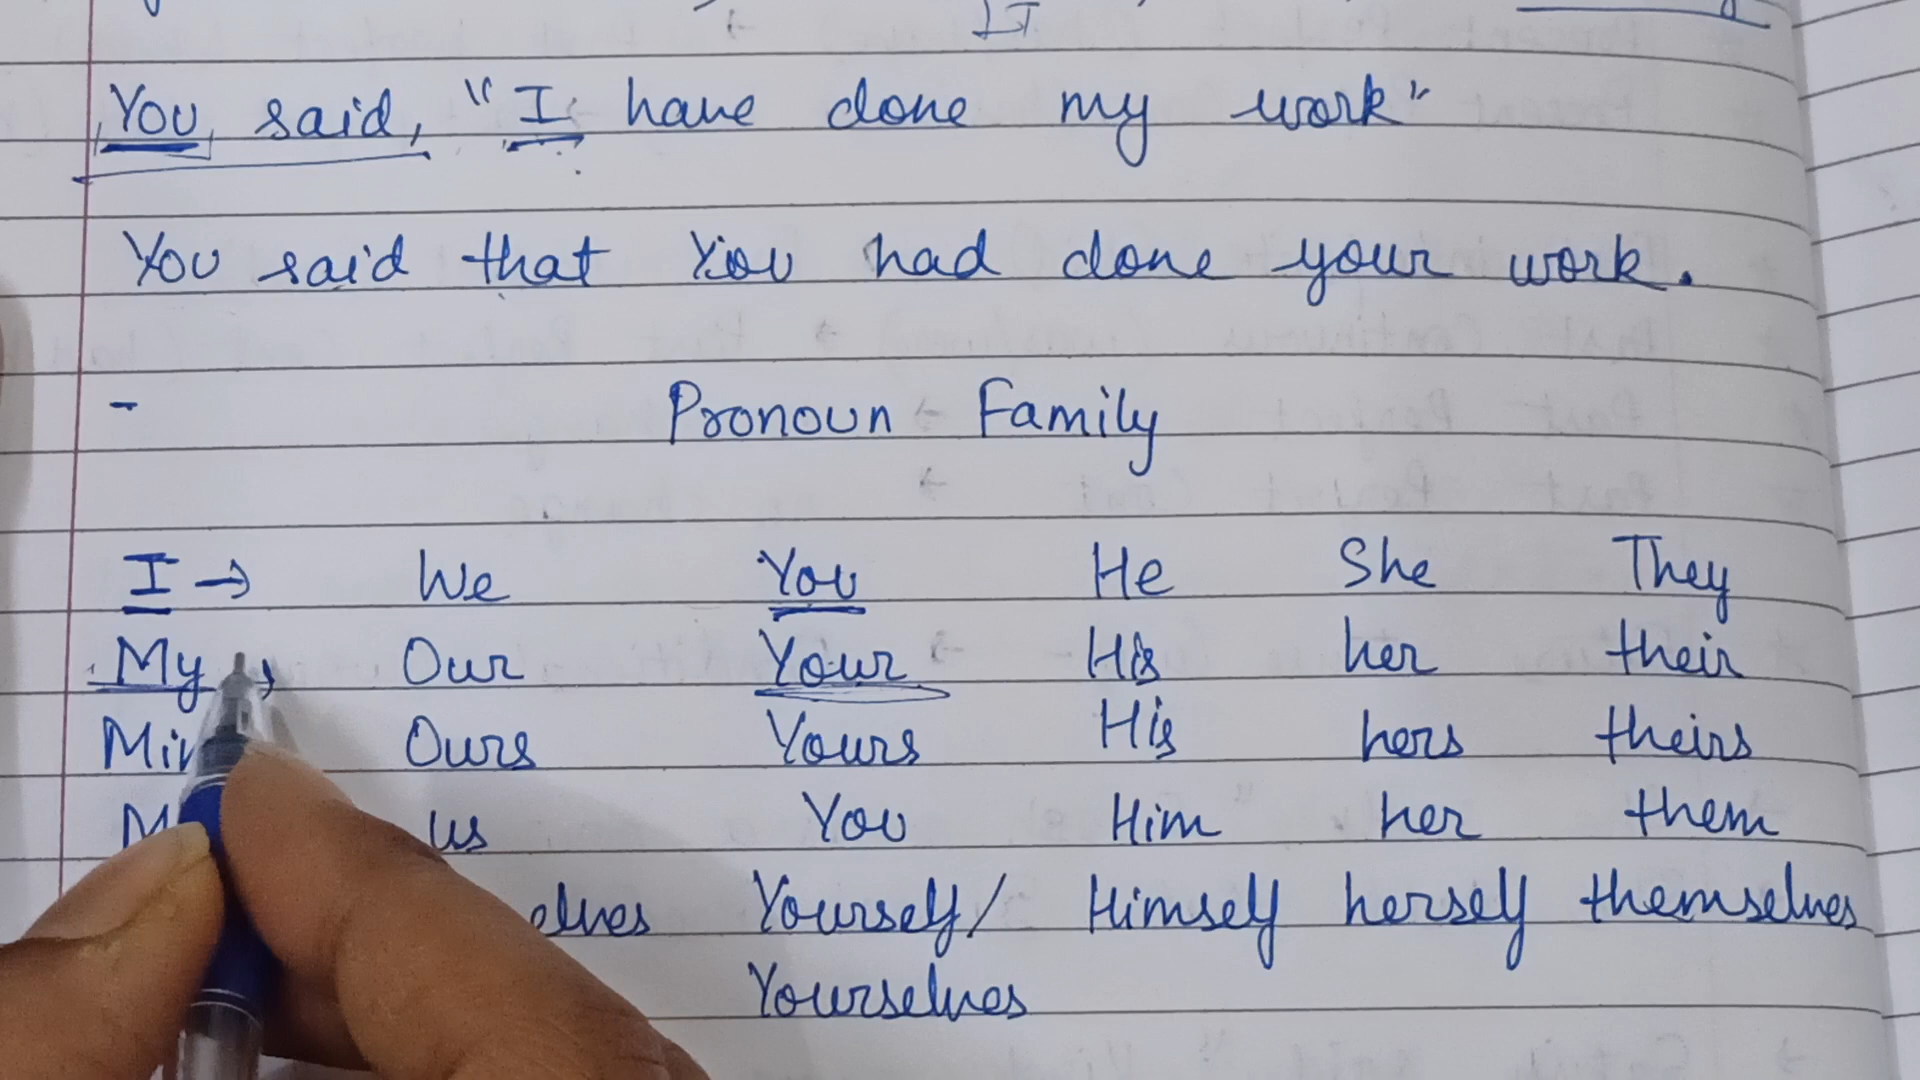 You said, "I have done my work"
You said that You had done your work.
- Pronoun Family
I → We You He She They
My Our Your His her their
Ours Yours His hers theirs
us You Him her them
Yourself/ Himself herself themselves
Yourselves